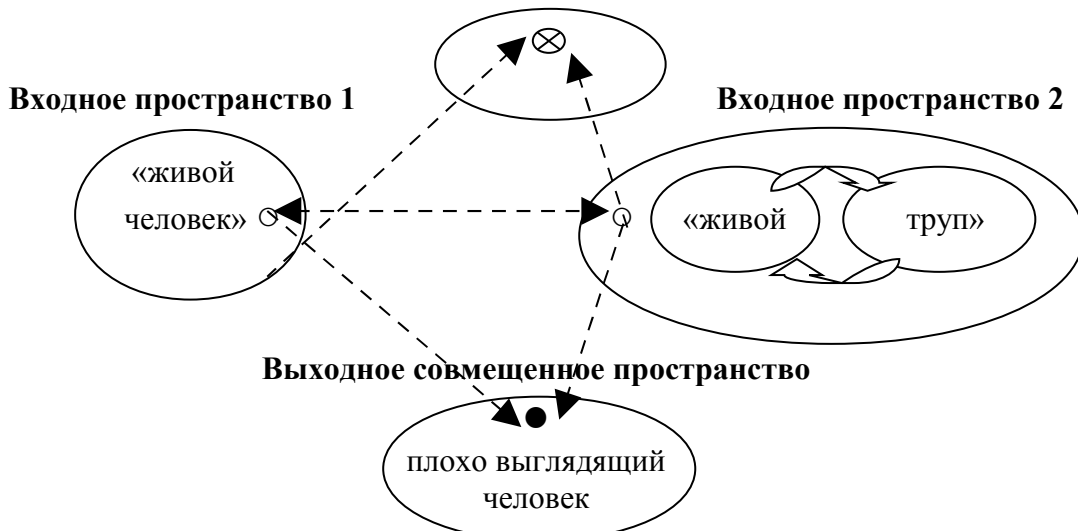 Входное пространство 1
Входное пространство 2
«живой
человек»
«живой
труп»
Выходное совмещенное пространство
плохо выглядящий
человек